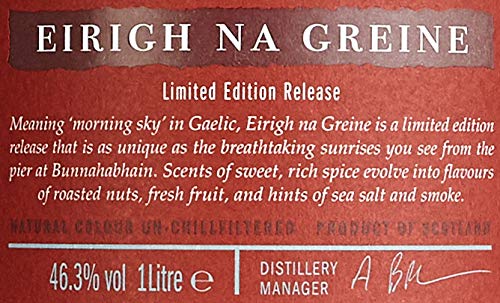 EIRIGH NA GREINE
Limited Edition Release
Meaning 'morning sky' in Gaelic, Eirigh na Greine is a limited edition
release that is as unique as the breathtaking sunrises you see from the
pier at Bunnahabhain. Scents of sweet, rich spice evolve into flavours
of roasted nuts, fresh fruit, and hints of sea salt and smoke.
NATURAL COLOUR UN-CHILLFILTERED PRODUCT OF SCOTLAND
46.3% vol 1Litre ℮
DISTILLERY
MANAGER